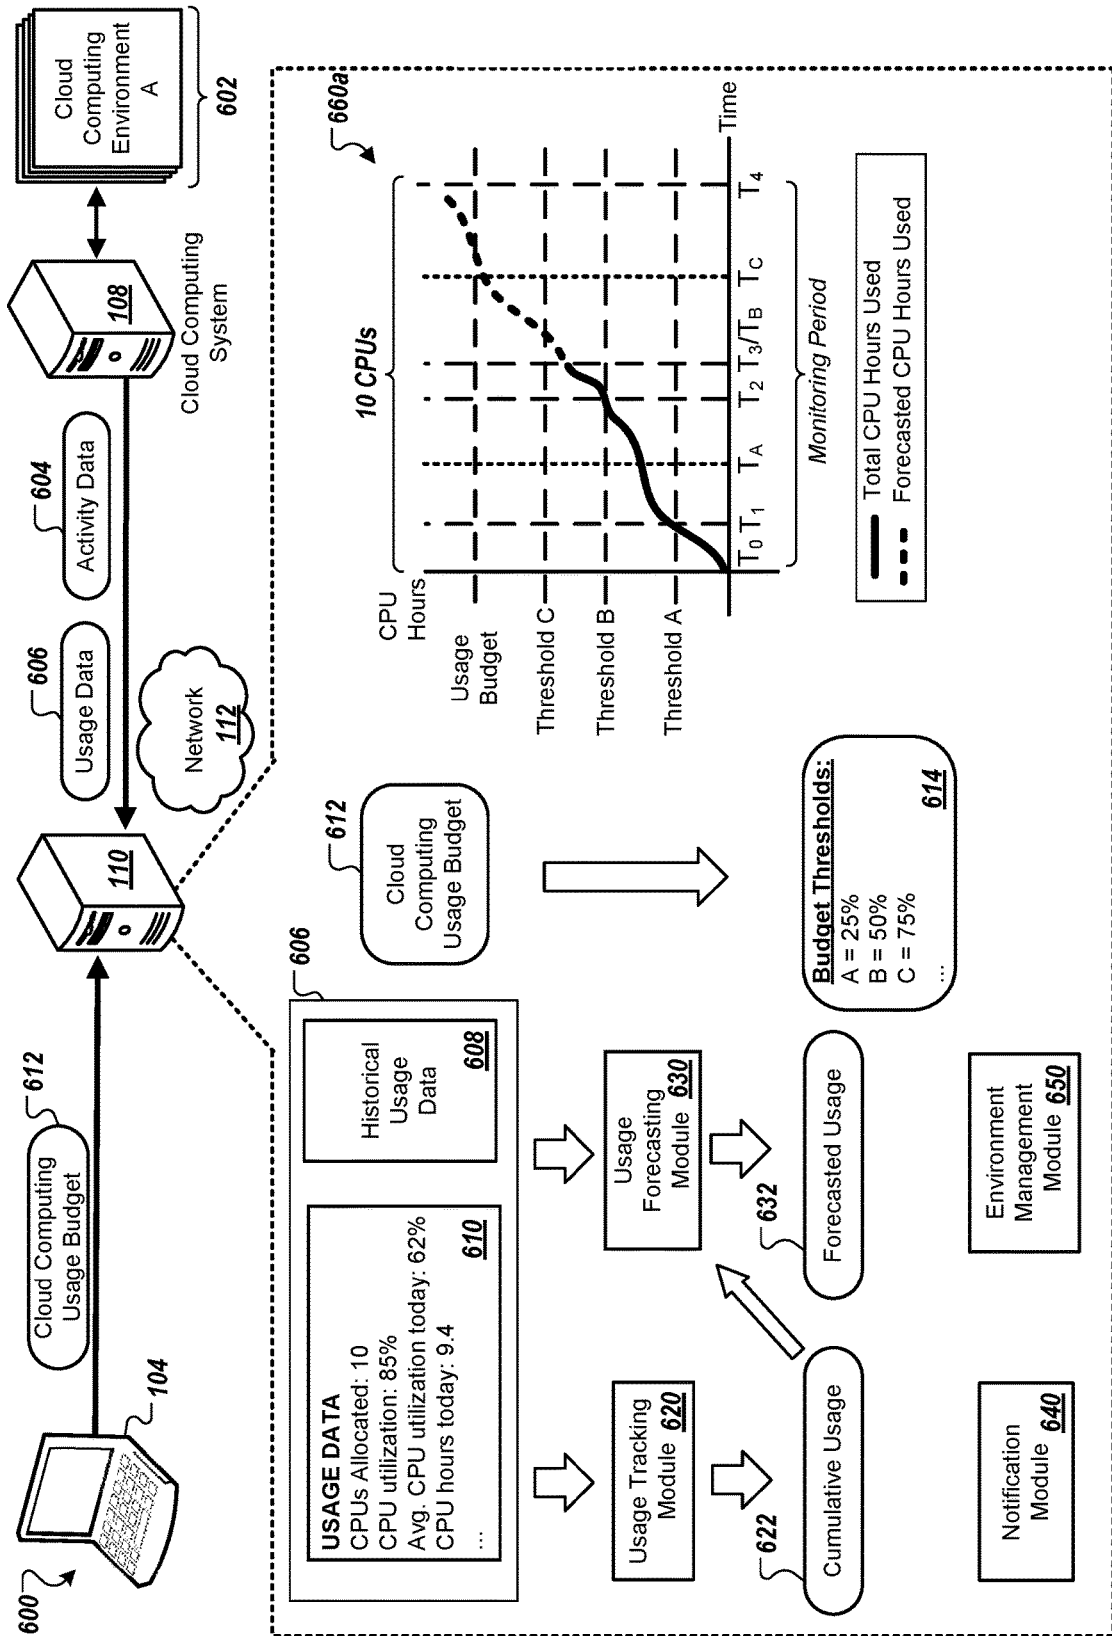 600
104
612
Cloud Computing
Usage Budget
110
606
Usage Data
604
Activity Data
Network
112
108
Cloud Computing
System
Cloud
Computing
Environment
A
602
606
USAGE DATA
CPUs Allocated: 10
CPU utilization: 85%
Avg. CPU utilization today: 62%
CPU hours today: 9.4
...
610
Historical
Usage
Data
608
612
Cloud
Computing
Usage Budget
Usage Tracking
Module 620
Usage
Forecasting
Module 630
622
Cumulative Usage
632
Forecasted Usage
Budget Thresholds:
A = 25%
B = 50%
C = 75%
...
614
Notification
Module 640
Environment
Management
Module 650
660a
10 CPUs
CPU
Hours
Usage
Budget
Threshold C
Threshold B
Threshold A
T0 T1 TA T2 T3/TB TC T4
Time
Monitoring Period
Total CPU Hours Used
Forecasted CPU Hours Used